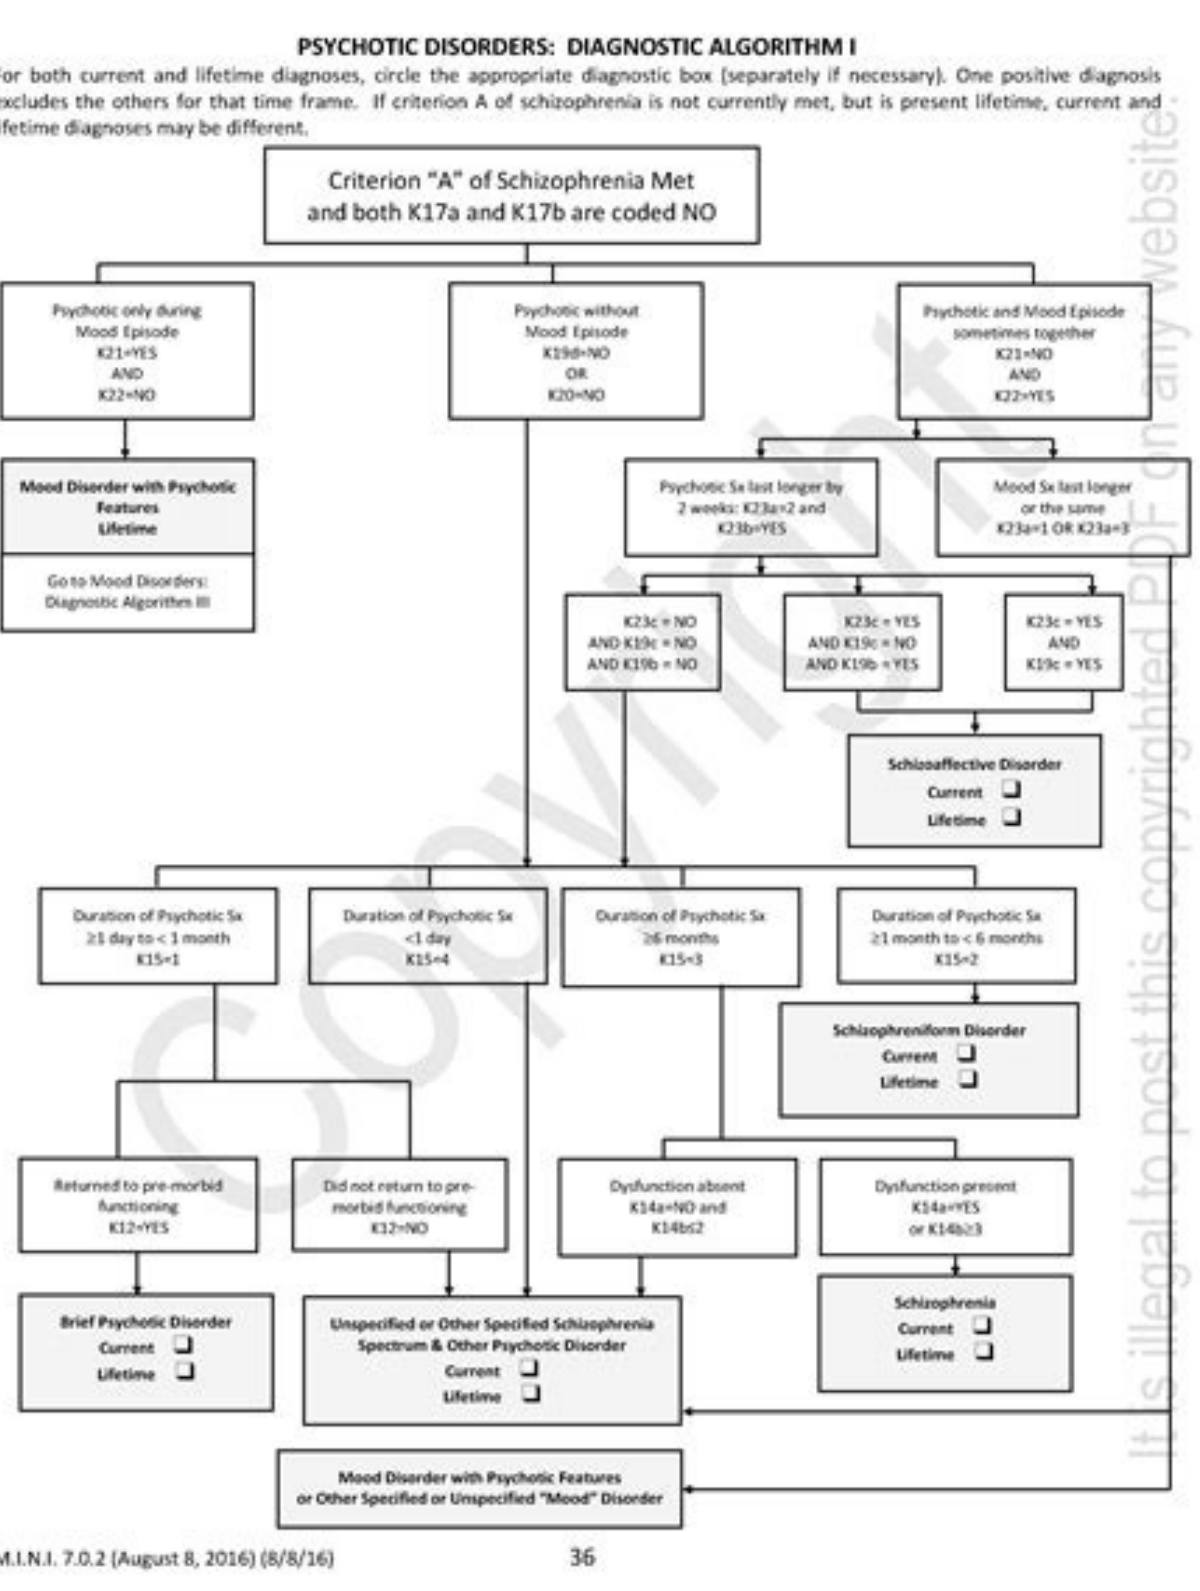 PSYCHOTIC DISORDERS: DIAGNOSTIC ALGORITHM I
or both current and lifetime diagnoses, circle the appropriate diagnostic box (separately if necessary). One positive diagnosis
excludes the others for that time frame. If criterion A of schizophrenia is not currently met, but is present lifetime, current and
ifetime diagnoses may be different.
Criterion "A" of Schizophrenia Met
and both K17a and K17b are coded NO
Psychotic only during
Mood Episode
K21=YES
AND
K22=NO
Psychotic without
Mood Episode
K19d=NO
OR
K20=NO
Psychotic and Mood Episode
sometimes together
K21=NO
AND
K22=YES
Mood Disorder with Psychotic
Features
Lifetime
Go to Mood Disorders:
Diagnostic Algorithm III
Psychotic Sx last longer by
2 weeks: K23a=2 and
K23b=YES
Mood Sx last longer
or the same
K23a=1 OR K23a=3
K23c = NO
AND K19c = NO
AND K19b = NO
K23c = YES
AND K19c = NO
AND K19b = YES
K23c = YES
AND
K19c = YES
Schizoaffective Disorder
Current ❑
Lifetime ❑
Duration of Psychotic Sx
≥1 day to < 1 month
K15=1
Duration of Psychotic Sx
<1 day
K15=4
Duration of Psychotic Sx
≥6 months
K15=3
Duration of Psychotic Sx
≥1 month to < 6 months
K15=2
Schizophreniform Disorder
Current ❑
Lifetime ❑
Returned to pre-morbid
functioning
K12=YES
Did not return to pre-
morbid functioning
K12=NO
Dysfunction absent
K14a=NO and
K14b≤2
Dysfunction present
K14a=YES
or K14b≥3
Brief Psychotic Disorder
Current ❑
Lifetime ❑
Unspecified or Other Specified Schizophrenia
Spectrum & Other Psychotic Disorder
Current ❑
Lifetime ❑
Schizophrenia
Current ❑
Lifetime ❑
Mood Disorder with Psychotic Features
or Other Specified or Unspecified "Mood" Disorder
M.I.N.I. 7.0.2 (August 8, 2016) (8/8/16)
36
Copyright
It is illegal to post this copyrighted PDF on any website.